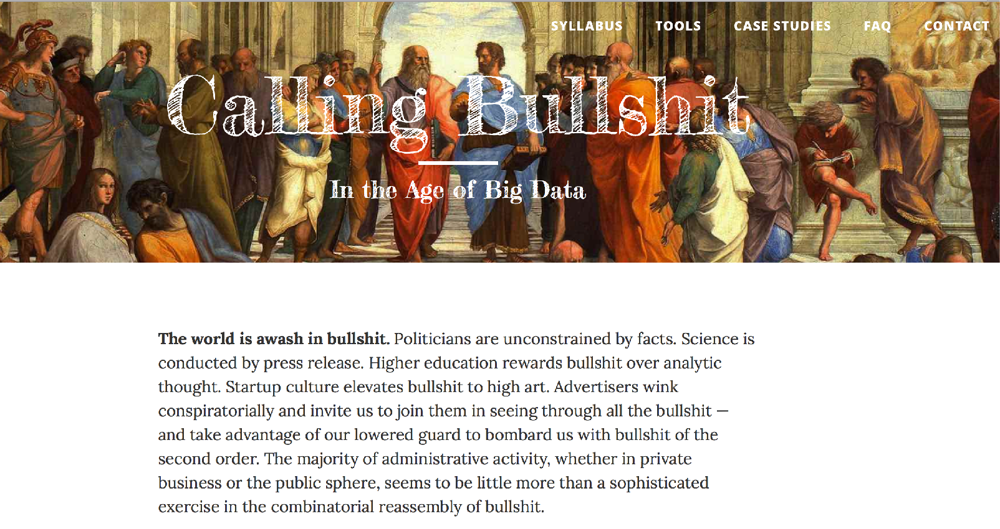 SYLLABUS TOOLS CASE STUDIES FAQ CONTACT
Calling Bullshit
In the Age of Big Data
The world is awash in bullshit. Politicians are unconstrained by facts. Science is
conducted by press release. Higher education rewards bullshit over analytic
thought. Startup culture elevates bullshit to high art. Advertisers wink
conspiratorially and invite us to join them in seeing through all the bullshit —
and take advantage of our lowered guard to bombard us with bullshit of the
second order. The majority of administrative activity, whether in private
business or the public sphere, seems to be little more than a sophisticated
exercise in the combinatorial reassembly of bullshit.